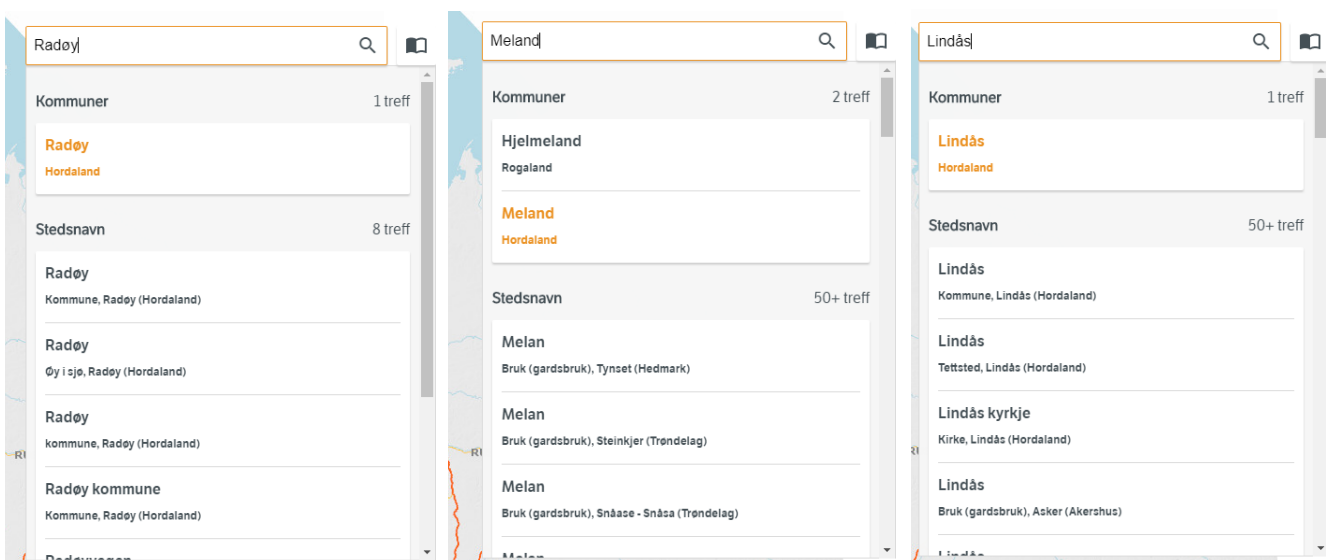 Radøy
Kommuner 1 treff
Radøy
Hordaland
Stedsnavn 8 treff
Radøy
Kommune, Radøy (Hordaland)
Radøy
Øy i sjø, Radøy (Hordaland)
Radøy
kommune, Radøy (Hordaland)
Radøy kommune
Kommune, Radøy (Hordaland)
Meland
Kommuner 2 treff
Hjelmeland
Rogaland
Meland
Hordaland
Stedsnavn 50+ treff
Melan
Bruk (gardsbruk), Tynset (Hedmark)
Melan
Bruk (gardsbruk), Steinkjer (Trøndelag)
Melan
Bruk (gardsbruk), Snåase - Snåsa (Trøndelag)
Lindås
Kommuner 1 treff
Lindås
Hordaland
Stedsnavn 50+ treff
Lindås
Kommune, Lindås (Hordaland)
Lindås
Tettsted, Lindås (Hordaland)
Lindås kyrkje
Kirke, Lindås (Hordaland)
Lindås
Bruk (gardsbruk), Asker (Akershus)